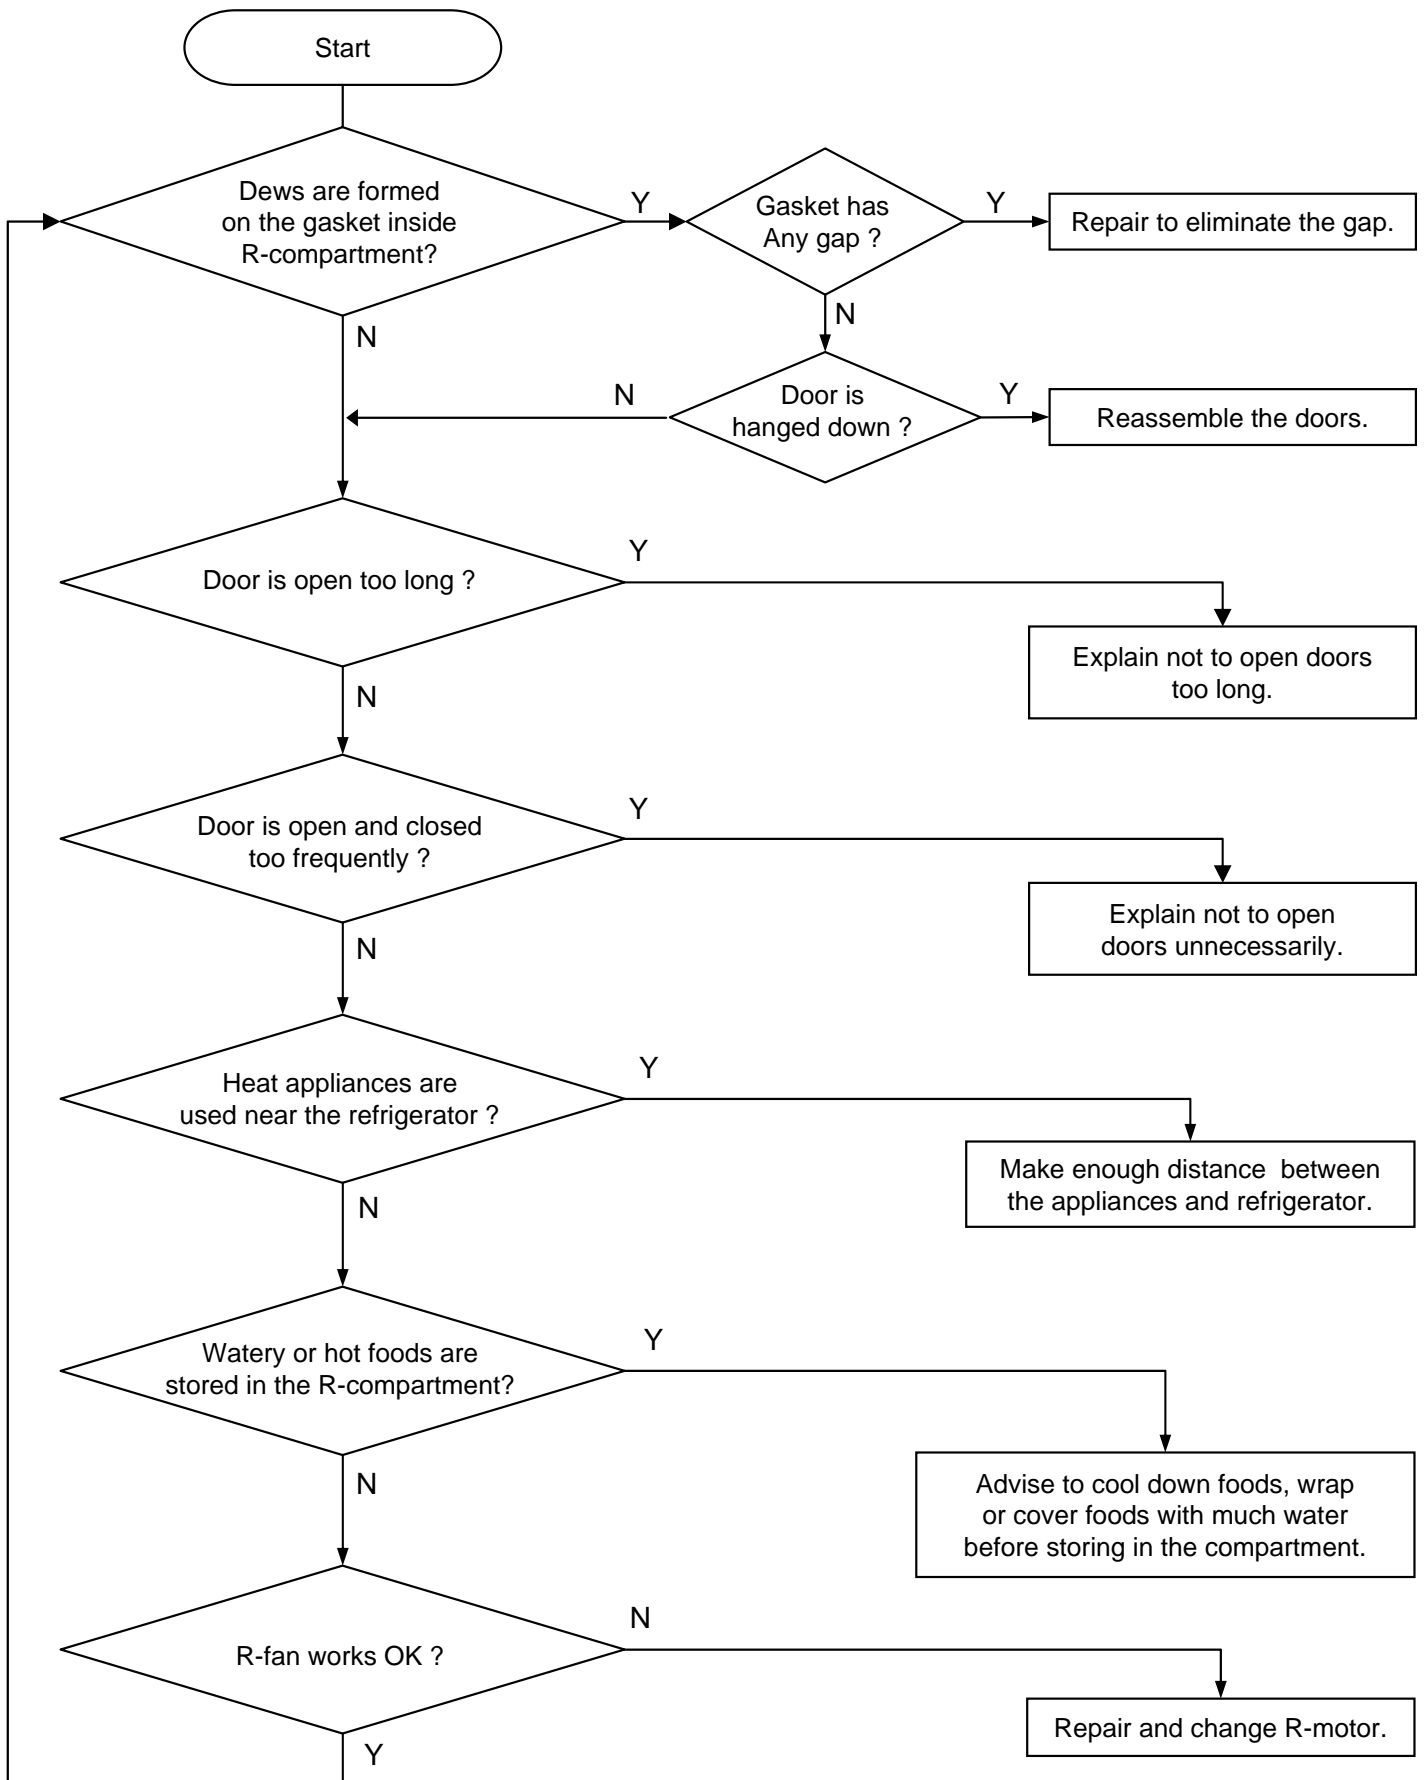 Start
Dews are formed
on the gasket inside
R-compartment?
Y
Gasket has
Any gap ?
Y
Repair to eliminate the gap.
N
N
Door is
hanged down ?
N
Y
Reassemble the doors.
Door is open too long ?
Y
Explain not to open doors
too long.
N
Door is open and closed
too frequently ?
Y
Explain not to open
doors unnecessarily.
N
Heat appliances are
used near the refrigerator ?
Y
Make enough distance  between
the appliances and refrigerator.
N
Watery or hot foods are
stored in the R-compartment?
Y
Advise to cool down foods, wrap
or cover foods with much water
before storing in the compartment.
N
R-fan works OK ?
N
Repair and change R-motor.
Y